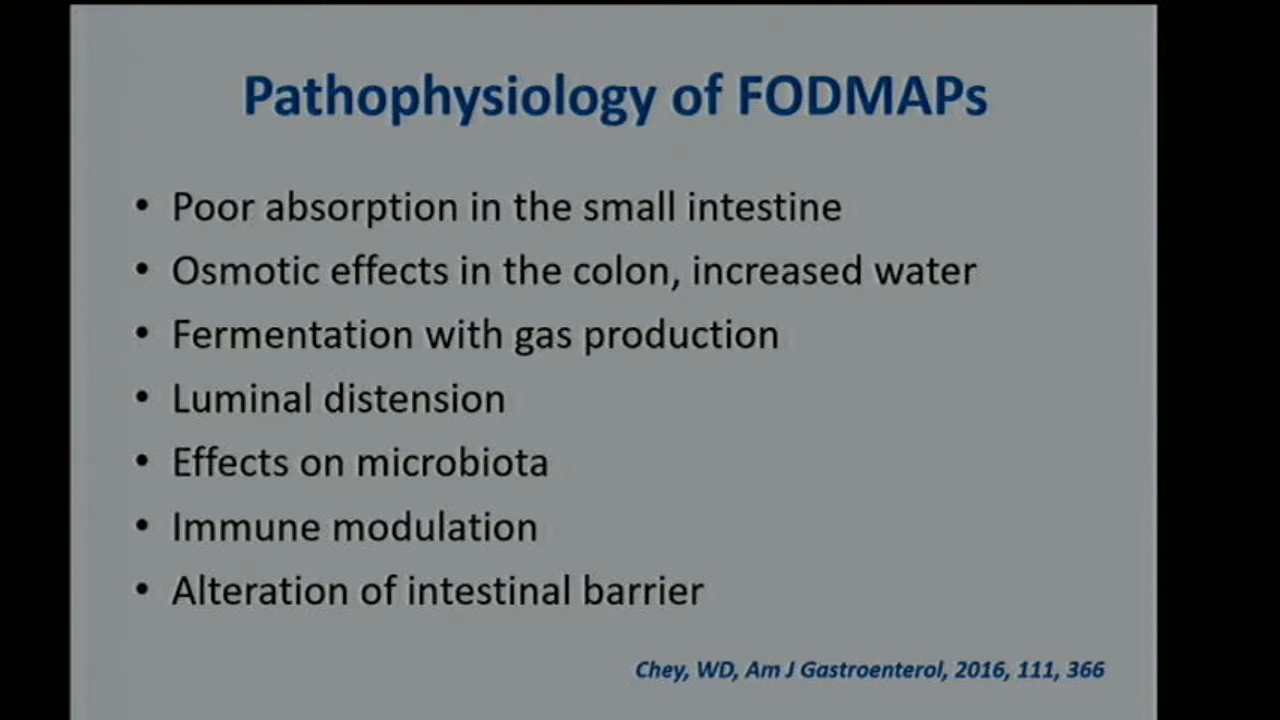 Pathophysiology of FODMAPs
• Poor absorption in the small intestine
• Osmotic effects in the colon, increased water
• Fermentation with gas production
• Luminal distension
• Effects on microbiota
• Immune modulation
• Alteration of intestinal barrier
Chey, WD, Am J Gastroenterol, 2016, 111, 366